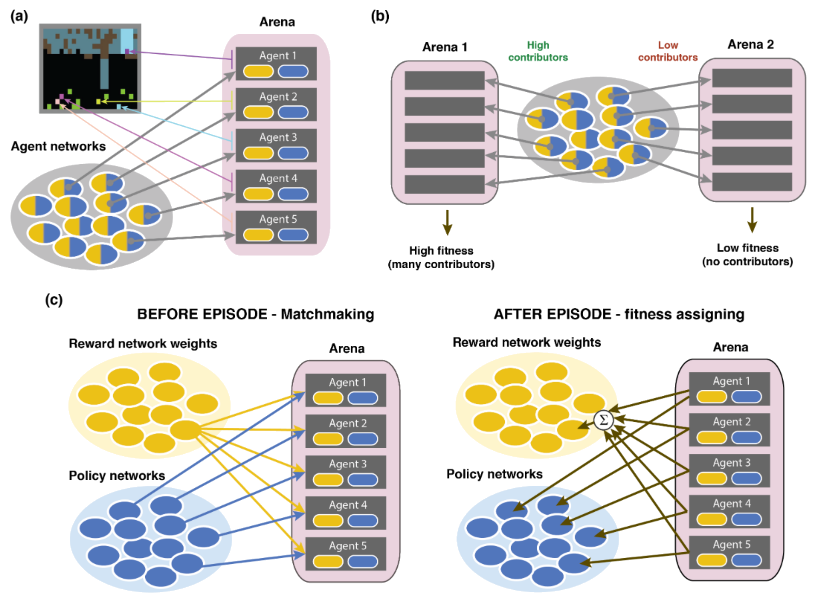 (a)
Arena
Agent 1
Agent 2
Agent 3
Agent 4
Agent 5
Agent networks
(b)
Arena 1
High
contributors
Low
contributors
Arena 2
High fitness
(many contributors)
Low fitness
(no contributors)
(c)
BEFORE EPISODE - Matchmaking
Reward network weights
Arena
Agent 1
Agent 2
Agent 3
Agent 4
Agent 5
Policy networks
AFTER EPISODE - fitness assigning
Reward network weights
Arena
Agent 1
Agent 2
Agent 3
Agent 4
Agent 5
Σ
Policy networks